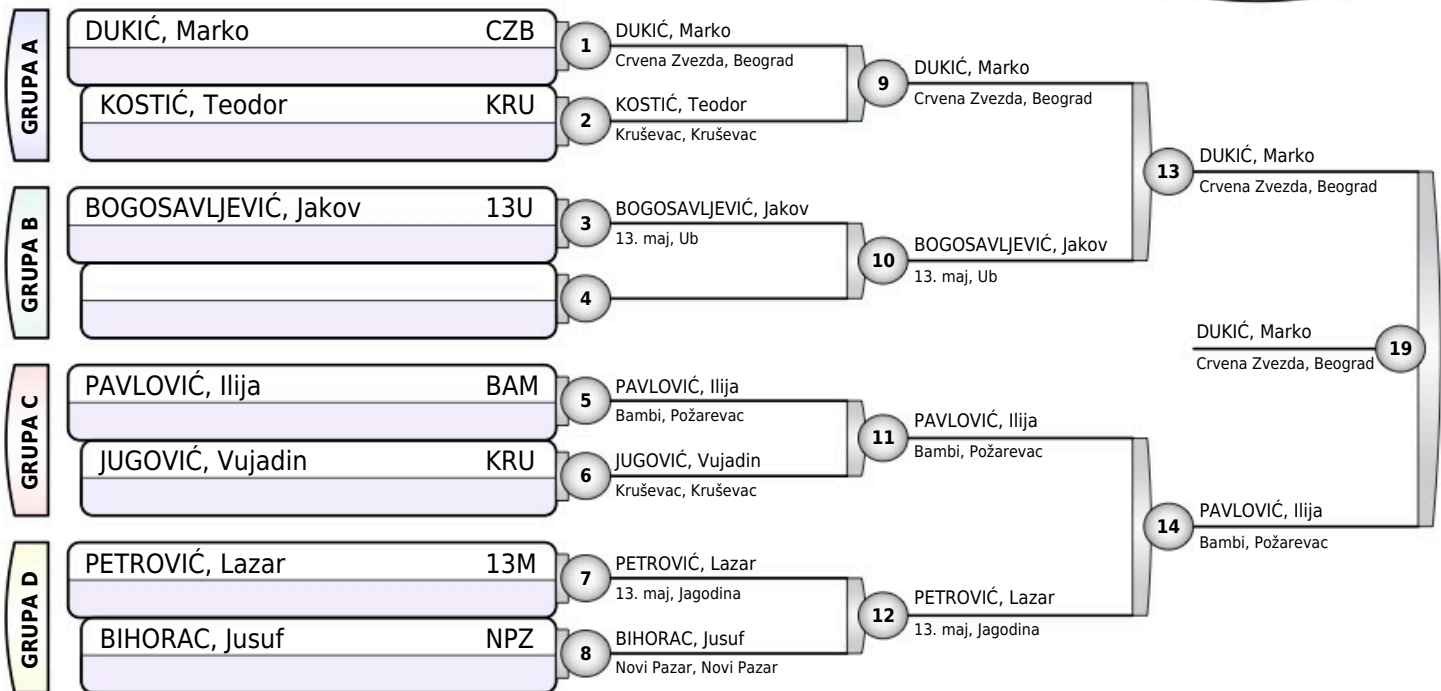 GRUPA A
DUKIĆ, Marko CZB
KOSTIĆ, Teodor KRU
GRUPA B
BOGOSAVLJEVIĆ, Jakov 13U
GRUPA C
PAVLOVIĆ, Ilija BAM
JUGOVIĆ, Vujadin KRU
GRUPA D
PETROVIĆ, Lazar 13M
BIHORAC, Jusuf NPZ
1
DUKIĆ, Marko
Crvena Zvezda, Beograd
2
KOSTIĆ, Teodor
Kruševac, Kruševac
3
BOGOSAVLJEVIĆ, Jakov
13. maj, Ub
4
5
PAVLOVIĆ, Ilija
Bambi, Požarevac
6
JUGOVIĆ, Vujadin
Kruševac, Kruševac
7
PETROVIĆ, Lazar
13. maj, Jagodina
8
BIHORAC, Jusuf
Novi Pazar, Novi Pazar
9
DUKIĆ, Marko
Crvena Zvezda, Beograd
10
BOGOSAVLJEVIĆ, Jakov
13. maj, Ub
11
PAVLOVIĆ, Ilija
Bambi, Požarevac
12
PETROVIĆ, Lazar
13. maj, Jagodina
13
DUKIĆ, Marko
Crvena Zvezda, Beograd
14
PAVLOVIĆ, Ilija
Bambi, Požarevac
DUKIĆ, Marko
Crvena Zvezda, Beograd
19